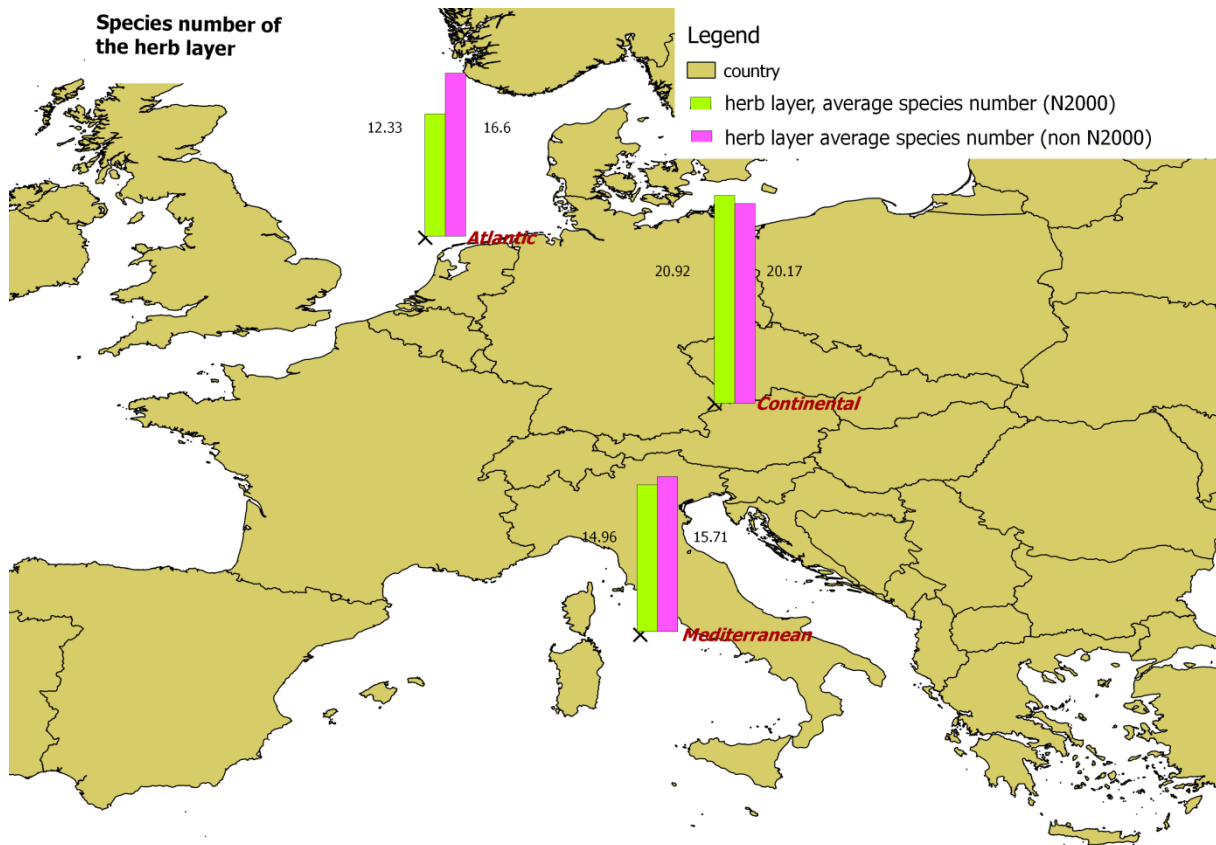 Species number of
the herb layer
Legend
country
herb layer, average species number (N2000)
herb layer average species number (non N2000)
12.33
16.6
Atlantic
20.92
20.17
Continental
14.96
15.71
Mediterranean